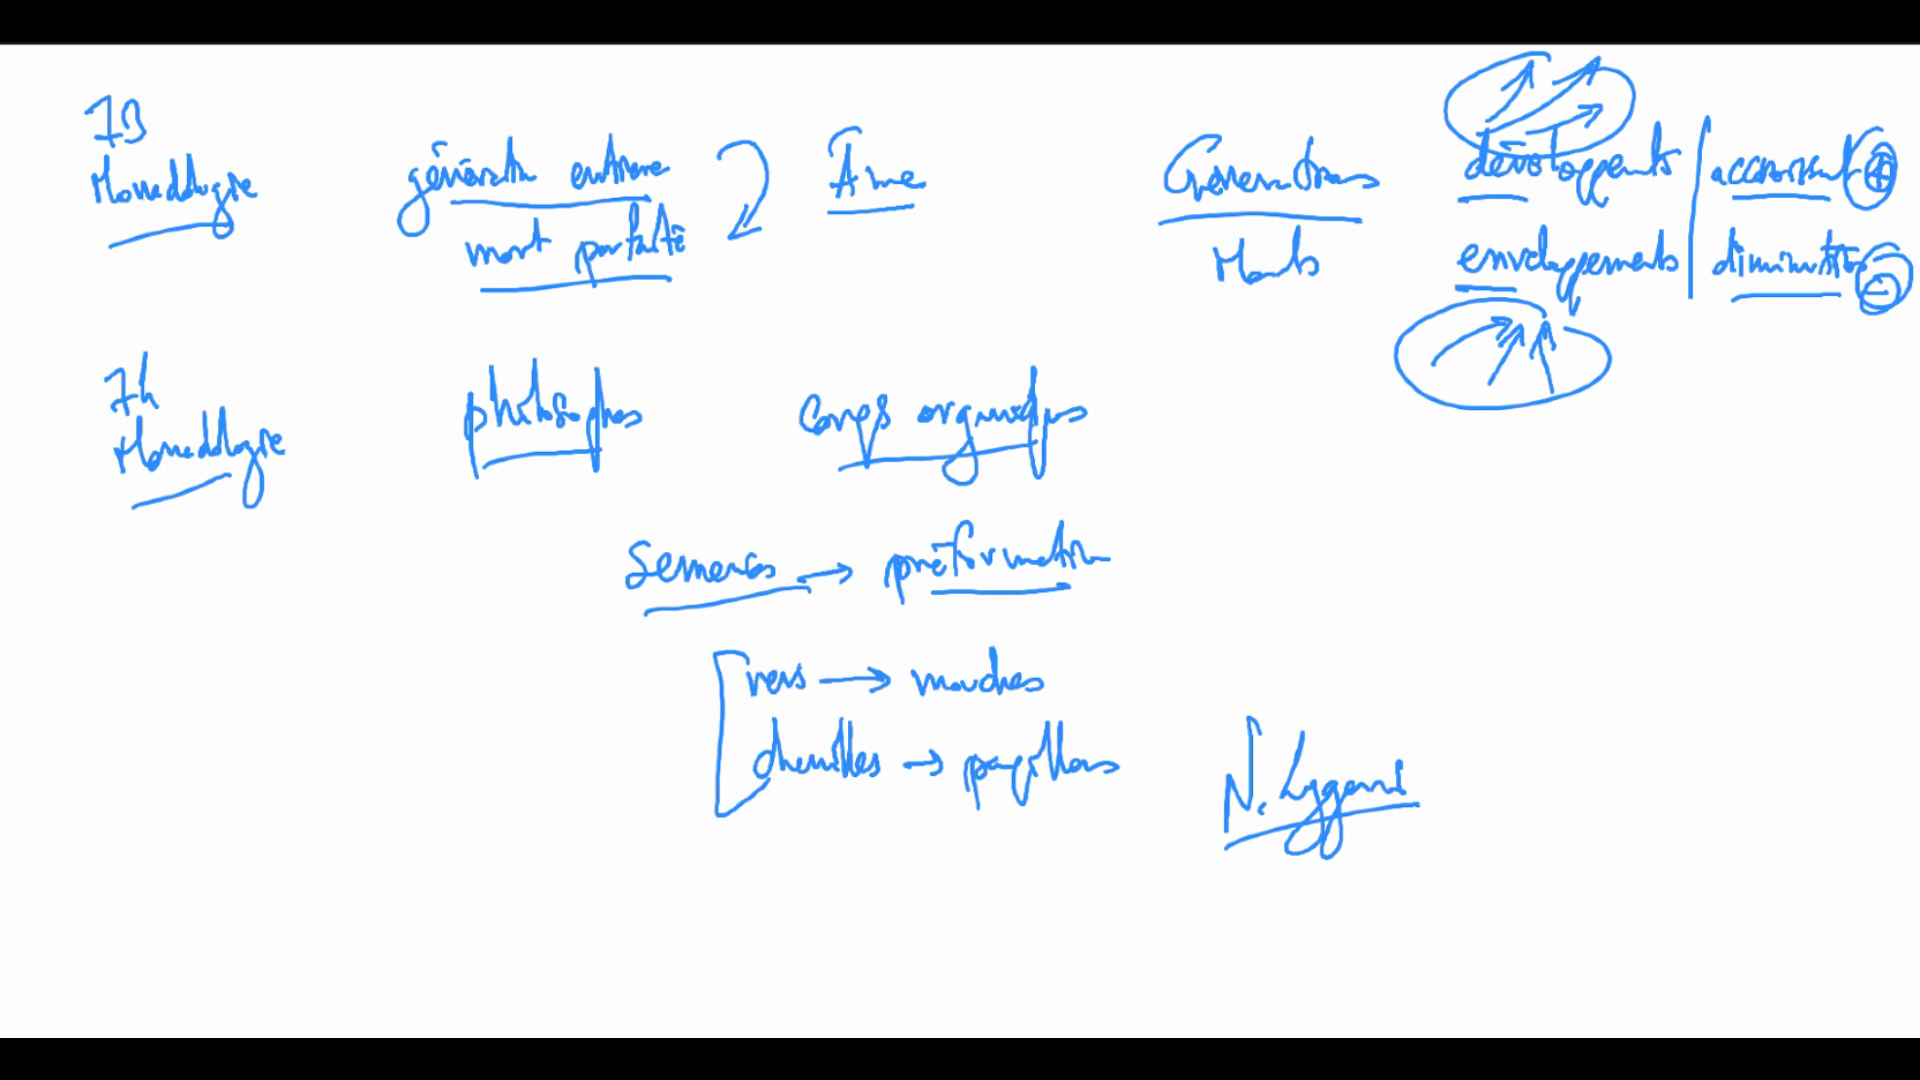 73
Monadologie
génération entière
mort parfaite
Âme
Générations
développements
accroissement +
Morts
enveloppements
diminution -
74
Monadologie
philosophes
Corps organiques
Semences → préformation
vers → mouches
chenilles → papillons
N. Lygeros